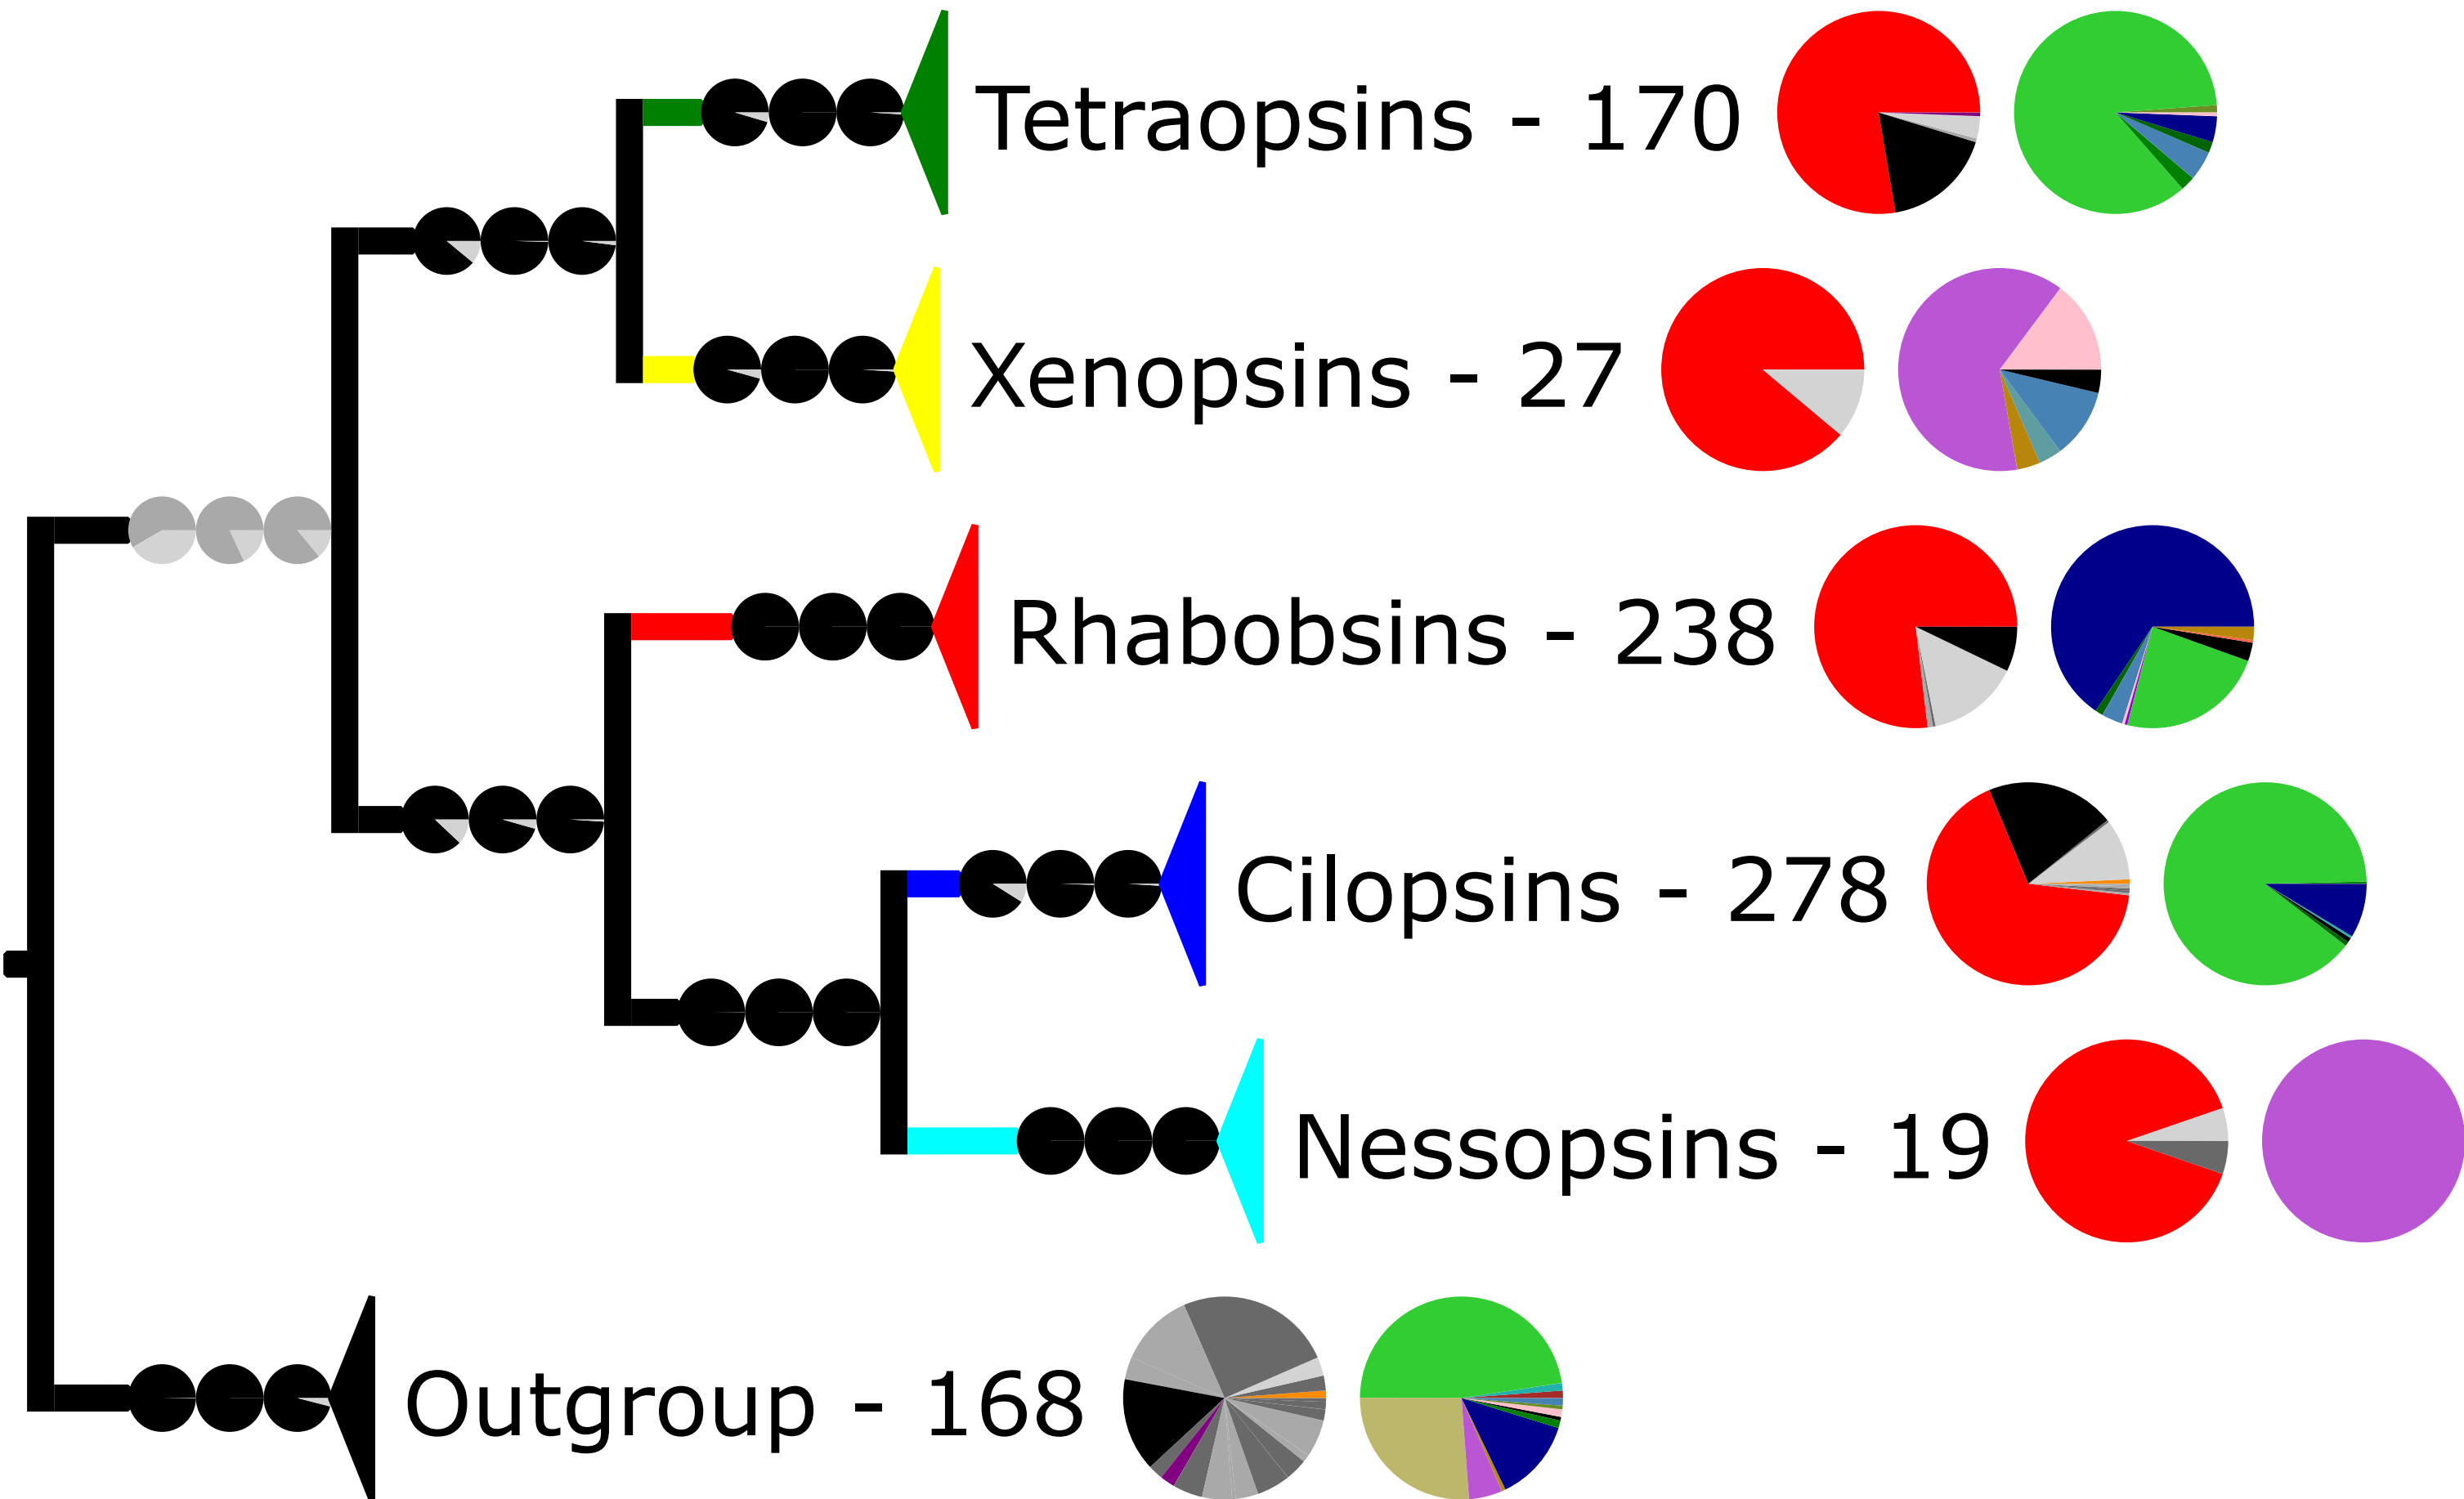 Tetraopsins - 170
Xenopsins - 27
Rhabobsins - 238
Cilopsins - 278
Nessopsins - 19
Outgroup - 168